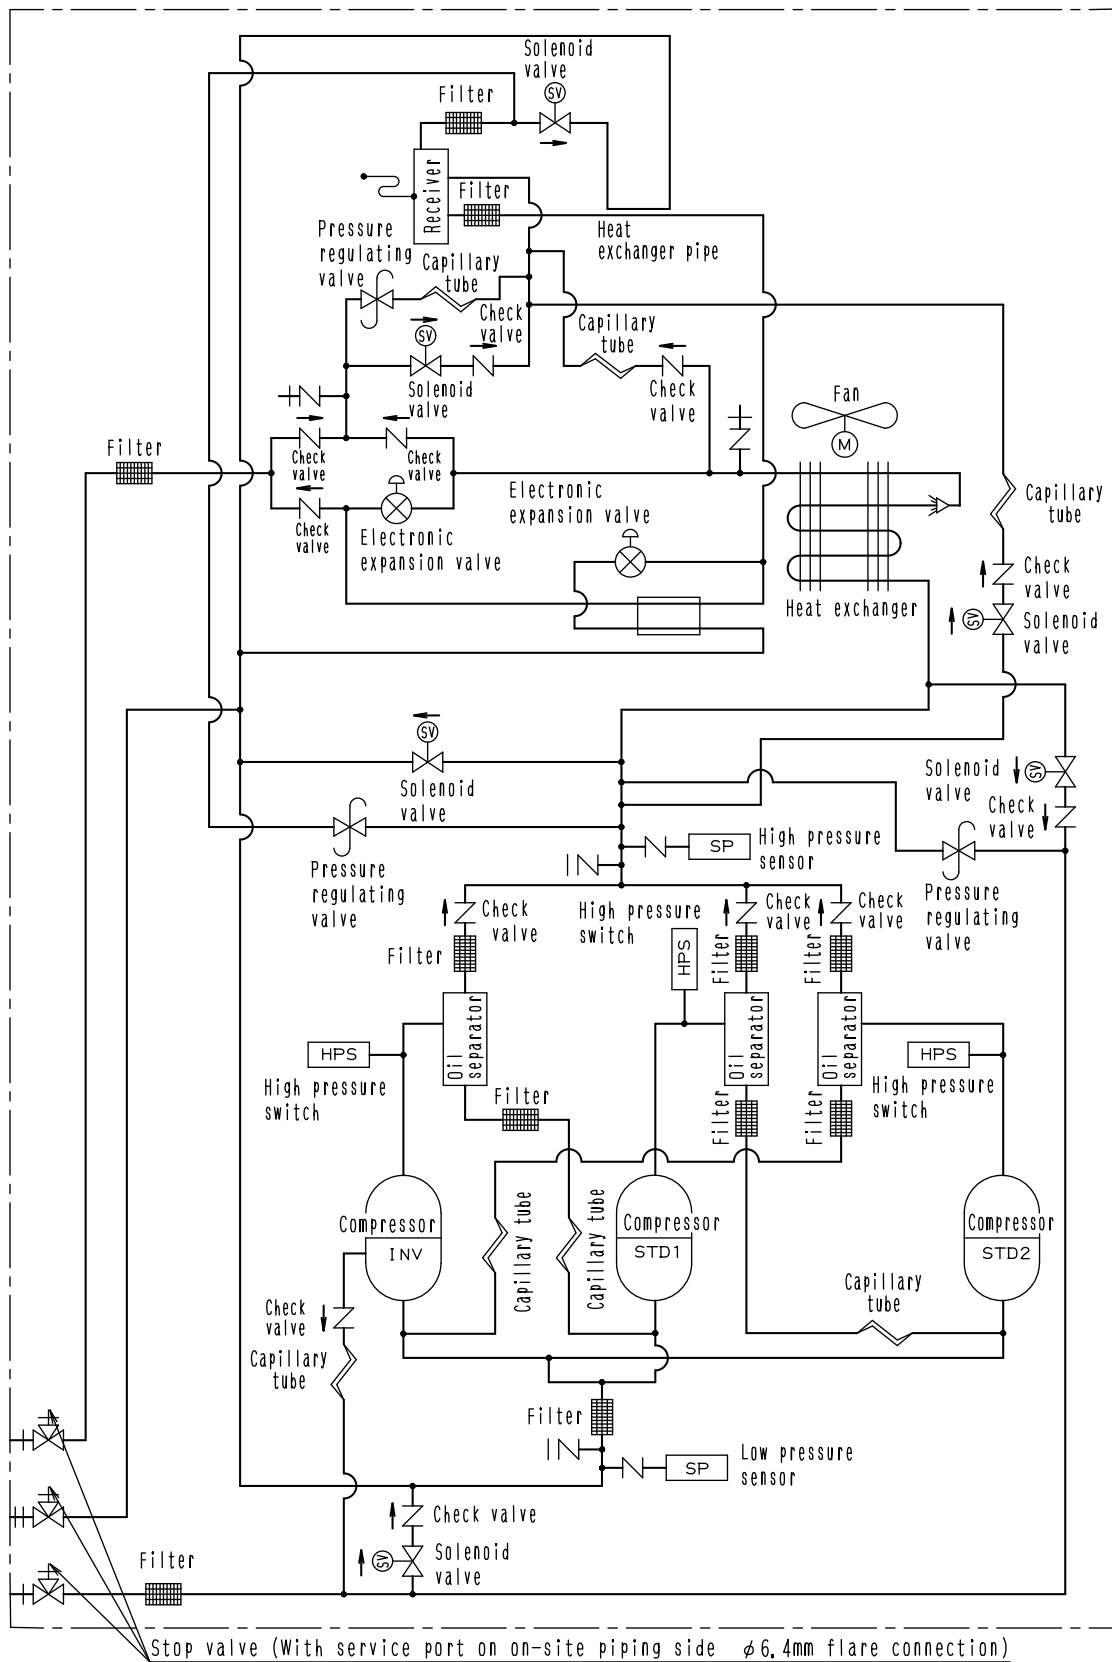 Solenoid
valve
SV
Filter
Receiver
Filter
Heat
exchanger pipe
Pressure
regulating
valve
Capillary
tube
Check
valve
SV
Solenoid
valve
Capillary
tube
Check
valve
Fan
M
Filter
Check
valve
Check
valve
Check
valve
Electronic
expansion valve
Electronic
expansion valve
Capillary
tube
Check
valve
Heat exchanger
SV
Solenoid
valve
SV
Solenoid
valve
Solenoid
valve
SV
Check
valve
Pressure
regulating
valve
SP
High pressure
sensor
Pressure
regulating
valve
Check
valve
High pressure
switch
Check
valve
Check
valve
Filter
HPS
Filter
Filter
Oil
separator
Oil
separator
Oil
separator
HPS
High pressure
switch
HPS
High pressure
switch
Filter
Filter
Filter
Compressor
INV
Capillary tube
Capillary tube
Compressor
STD1
Compressor
STD2
Capillary
tube
Check
valve
Capillary
tube
Filter
SP
Low pressure
sensor
Check valve
SV
Solenoid
valve
Filter
Stop valve (With service port on on-site piping side φ6.4mm flare connection)